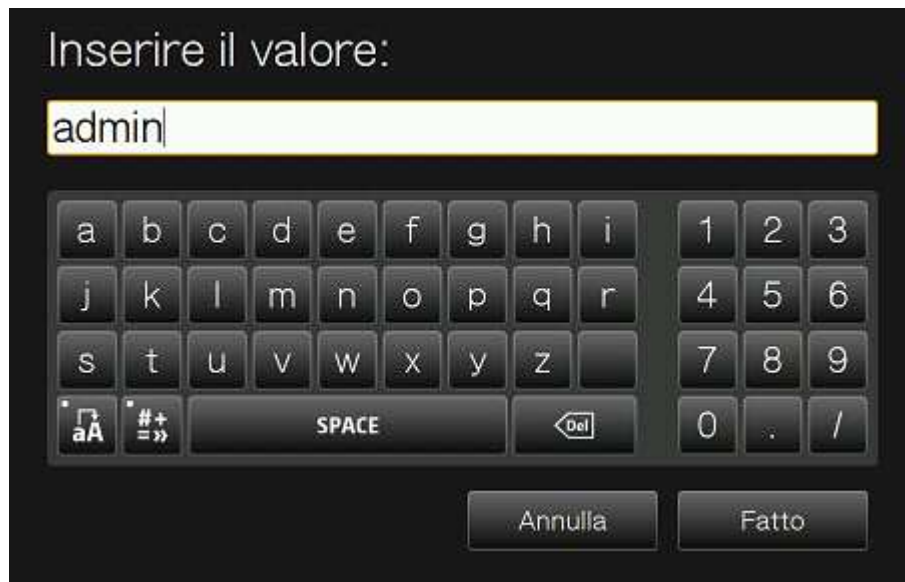 Inserire il valore:
admin
a b c d e f g h i 1 2 3
j k l m n o p q r 4 5 6
s t u v w x y z 7 8 9
aA #+=» SPACE Del 0 . /
Annulla Fatto